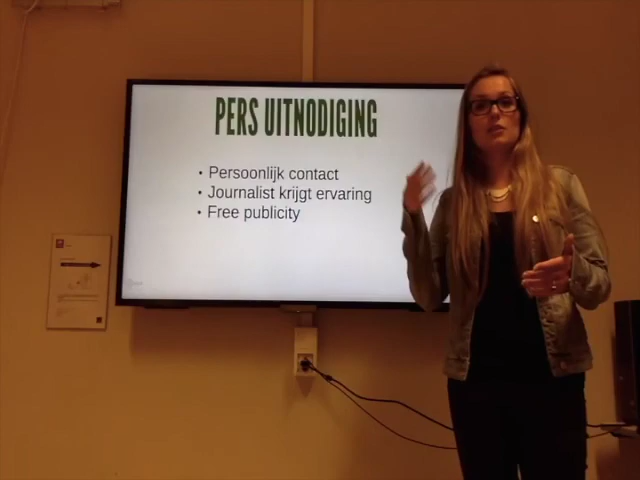 PERS UITNODIGING
• Persoonlijk contact
• Journalist krijgt ervaring
• Free publicity